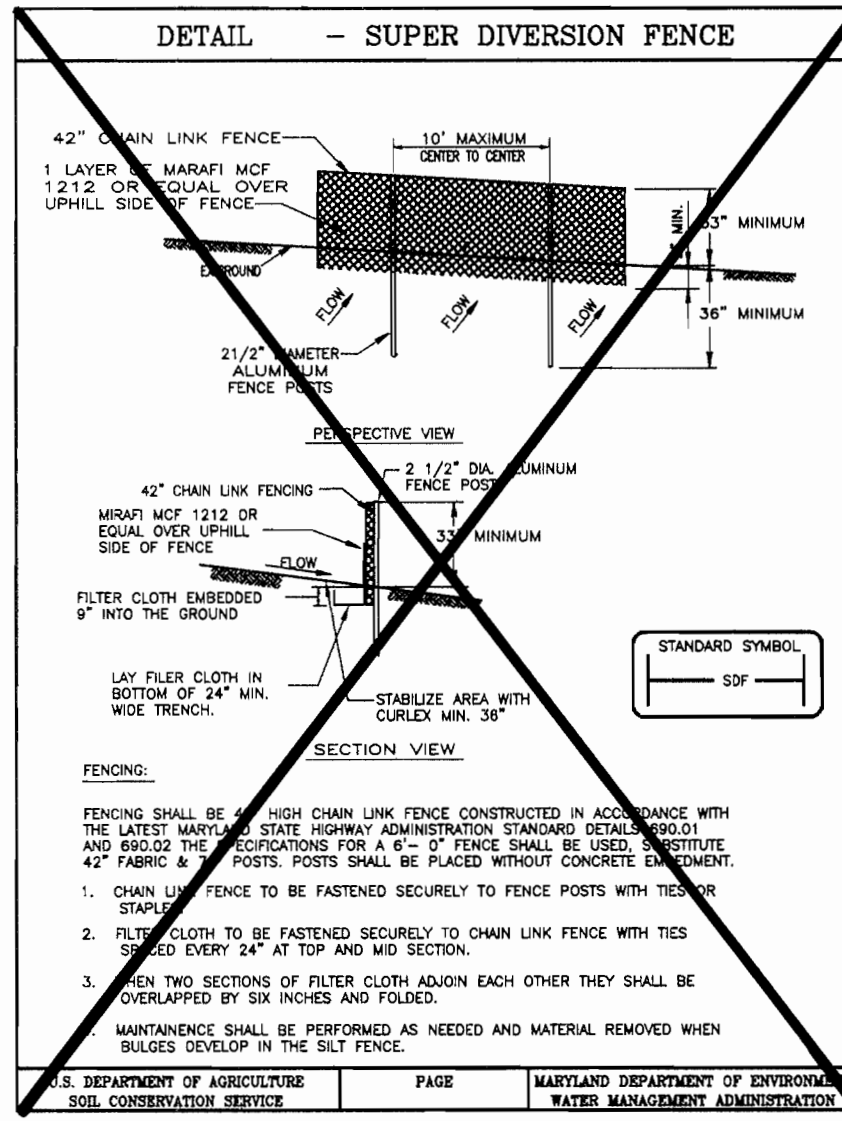 DETAIL - SUPER DIVERSION FENCE
42" CHAIN LINK FENCE
1 LAYER OF MARAFI MCF
1212 OR EQUAL OVER
UPHILL SIDE OF FENCE
10' MAXIMUM
CENTER TO CENTER
MIN.
33" MINIMUM
36" MINIMUM
EX. GROUND
FLOW
FLOW
FLOW
21/2" DIAMETER
ALUMINUM
FENCE POSTS
PERSPECTIVE VIEW
2 1/2" DIA. ALUMINUM
FENCE POST
42" CHAIN LINK FENCING
MIRAFI MCF 1212 OR
EQUAL OVER UPHILL
SIDE OF FENCE
33" MINIMUM
FLOW
FILTER CLOTH EMBEDDED
9" INTO THE GROUND
LAY FILER CLOTH IN
BOTTOM OF 24" MIN.
WIDE TRENCH.
STABILIZE AREA WITH
CURLEX MIN. 36"
SECTION VIEW
STANDARD SYMBOL
SDF
FENCING:
FENCING SHALL BE HIGH CHAIN LINK FENCE CONSTRUCTED IN ACCORDANCE WITH
THE LATEST MARYLAND STATE HIGHWAY ADMINISTRATION STANDARD DETAILS 690.01
AND 690.02 THE SPECIFICATIONS FOR A 6'- 0" FENCE SHALL BE USED, SUBSTITUTE
42" FABRIC & POSTS. POSTS SHALL BE PLACED WITHOUT CONCRETE EMBEDMENT.
1. CHAIN LINK FENCE TO BE FASTENED SECURELY TO FENCE POSTS WITH TIES OR
STAPLES
2. FILTER CLOTH TO BE FASTENED SECURELY TO CHAIN LINK FENCE WITH TIES
SPACED EVERY 24" AT TOP AND MID SECTION.
3. WHEN TWO SECTIONS OF FILTER CLOTH ADJOIN EACH OTHER THEY SHALL BE
OVERLAPPED BY SIX INCHES AND FOLDED.
MAINTAINENCE SHALL BE PERFORMED AS NEEDED AND MATERIAL REMOVED WHEN
BULGES DEVELOP IN THE SILT FENCE.
U.S. DEPARTMENT OF AGRICULTURE
SOIL CONSERVATION SERVICE
PAGE
MARYLAND DEPARTMENT OF ENVIRONME
WATER MANAGEMENT ADMINISTRATION